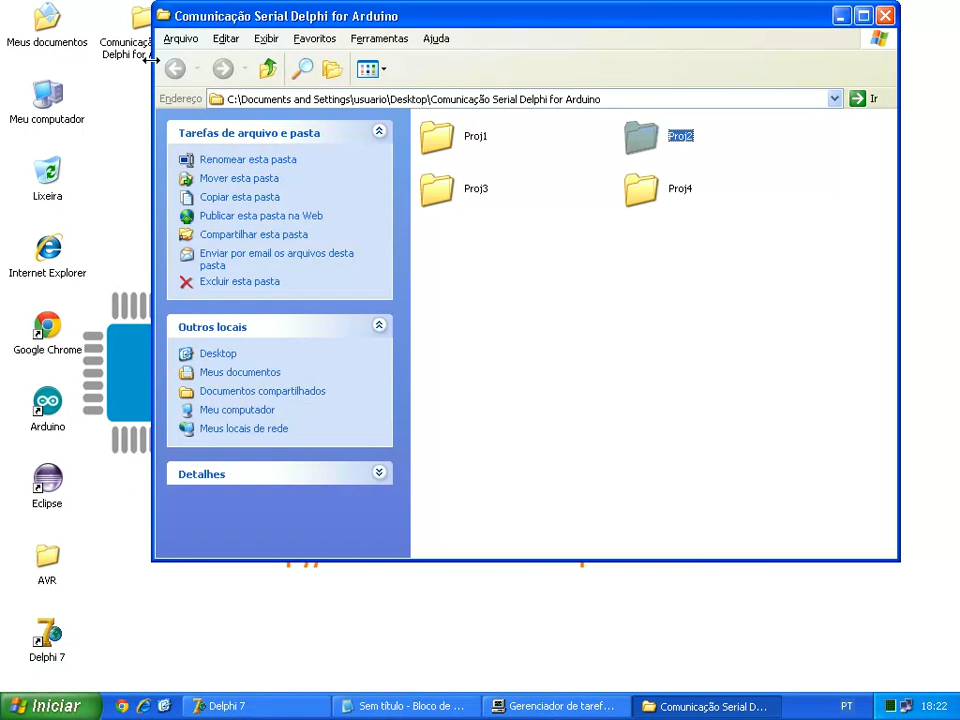 Meus documentos
Comunicaçã
Delphi for A
Meu computador
Lixeira
Internet Explorer
Google Chrome
Arduino
Eclipse
AVR
Delphi 7
Comunicação Serial Delphi for Arduino
Arquivo Editar Exibir Favoritos Ferramentas Ajuda
Endereço C:\Documents and Settings\usuario\Desktop\Comunicação Serial Delphi for Arduino Ir
Tarefas de arquivo e pasta
Renomear esta pasta
Mover esta pasta
Copiar esta pasta
Publicar esta pasta na Web
Compartilhar esta pasta
Enviar por email os arquivos desta
pasta
Excluir esta pasta
Outros locais
Desktop
Meus documentos
Documentos compartilhados
Meu computador
Meus locais de rede
Detalhes
Proj1 Proj2
Proj3 Proj4
Iniciar Delphi 7 Sem título - Bloco de ... Gerenciador de taref... Comunicação Serial D... PT 18:22